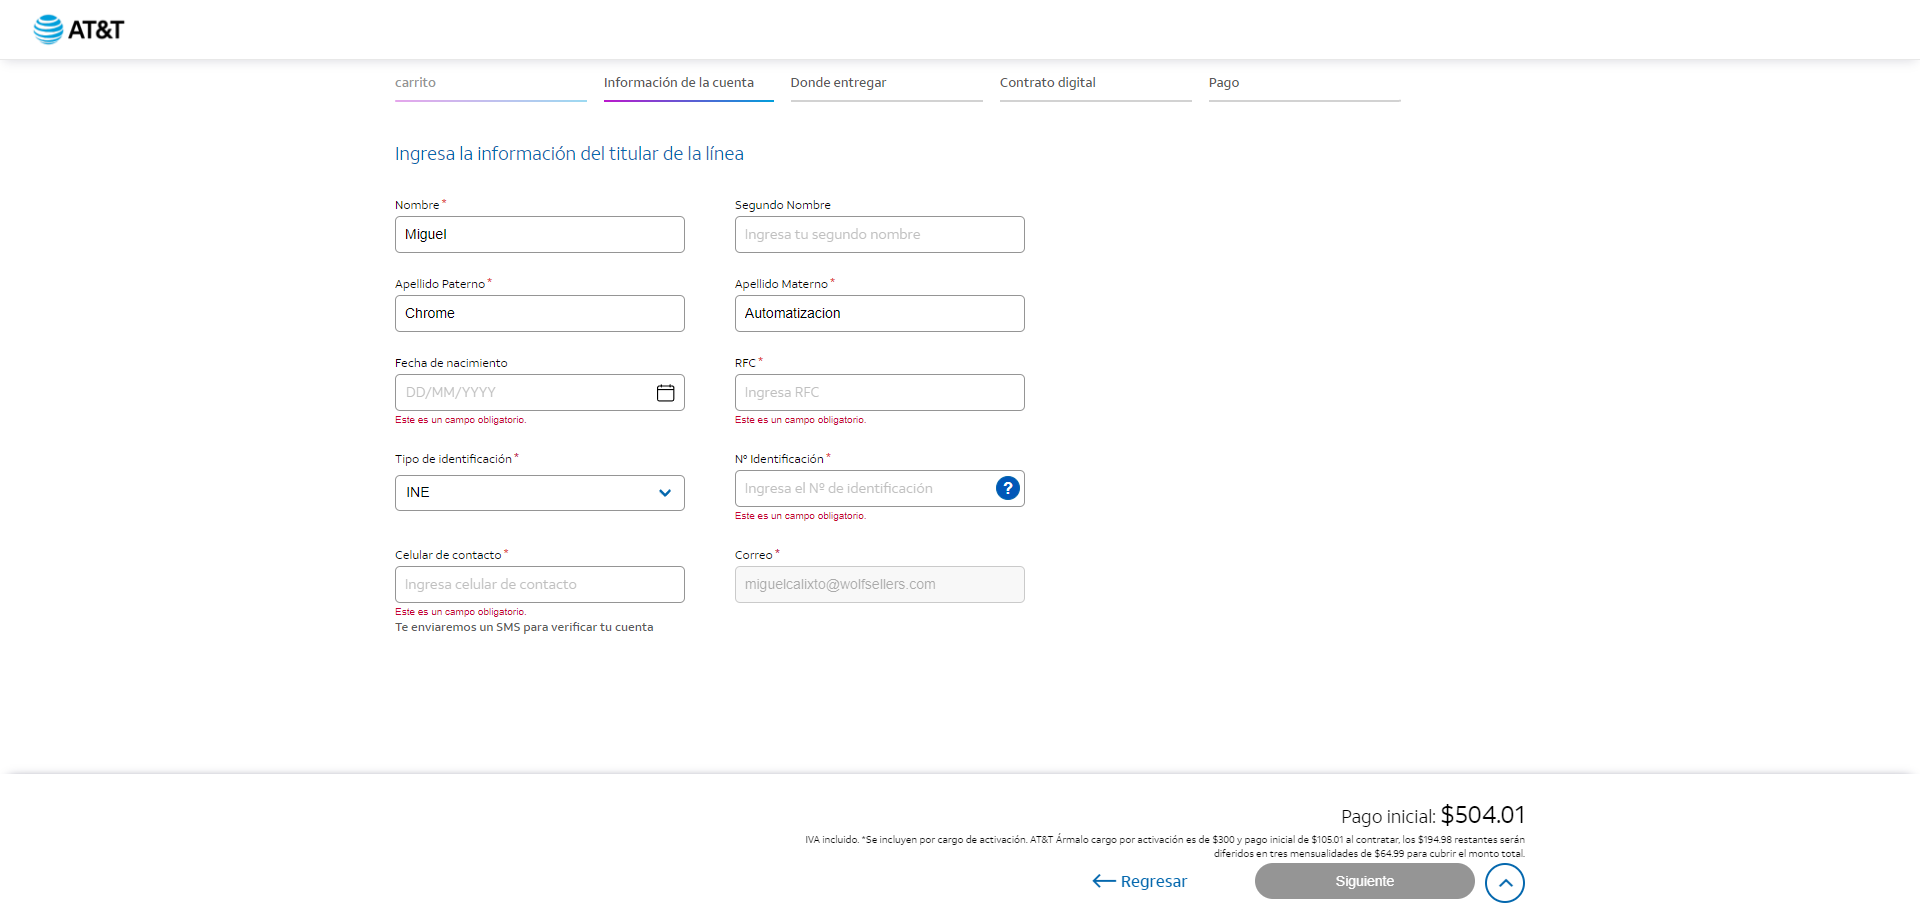 AT&T
carrito
Información de la cuenta
Donde entregar
Contrato digital
Pago
Ingresa la información del titular de la línea
Nombre *
Segundo Nombre
Miguel
Ingresa tu segundo nombre
Apellido Paterno *
Apellido Materno *
Chrome
Automatizacion
Fecha de nacimiento
RFC *
DD/MM/YYYY
Ingresa RFC
Este es un campo obligatorio.
Este es un campo obligatorio.
Tipo de identificación *
Nº Identificación *
INE
Ingresa el Nº de identificación
?
Este es un campo obligatorio.
Celular de contacto *
Correo *
Ingresa celular de contacto
miguelcalixto@wolfsellers.com
Este es un campo obligatorio.
Te enviaremos un SMS para verificar tu cuenta
Pago inicial: $504.01
IVA incluido. *Se incluyen por cargo de activación. AT&T Ármalo cargo por activación es de $300 y pago inicial de $105.01 al contratar, los $194.98 restantes serán
diferidos en tres mensualidades de $64.99 para cubrir el monto total.
Regresar
Siguiente